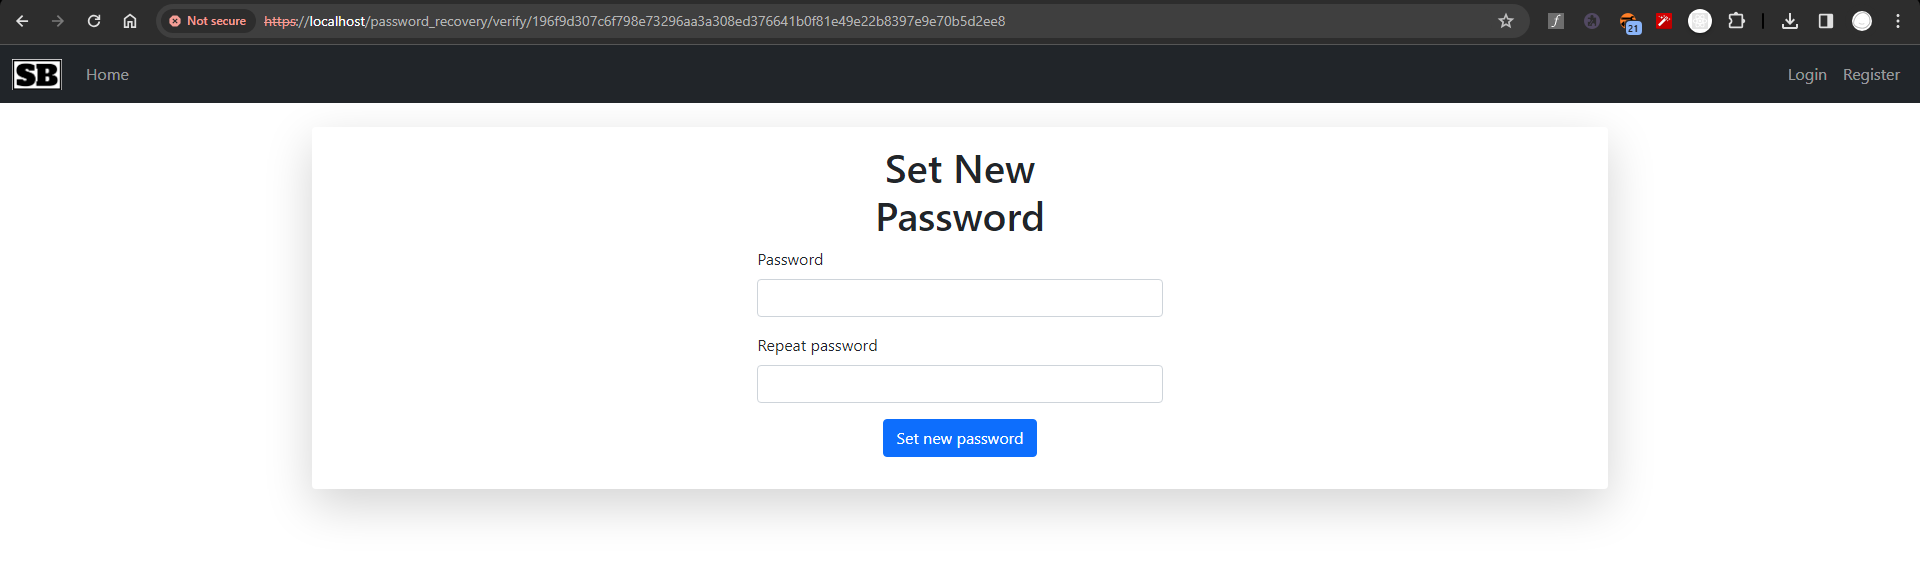 Not secure https://localhost/password_recovery/verify/196f9d307c6f798e73296aa3a308ed376641b0f81e49e22b8397e9e70b5d2ee8
21
SB Home Login Register
Set New
Password
Password
Repeat password
Set new password